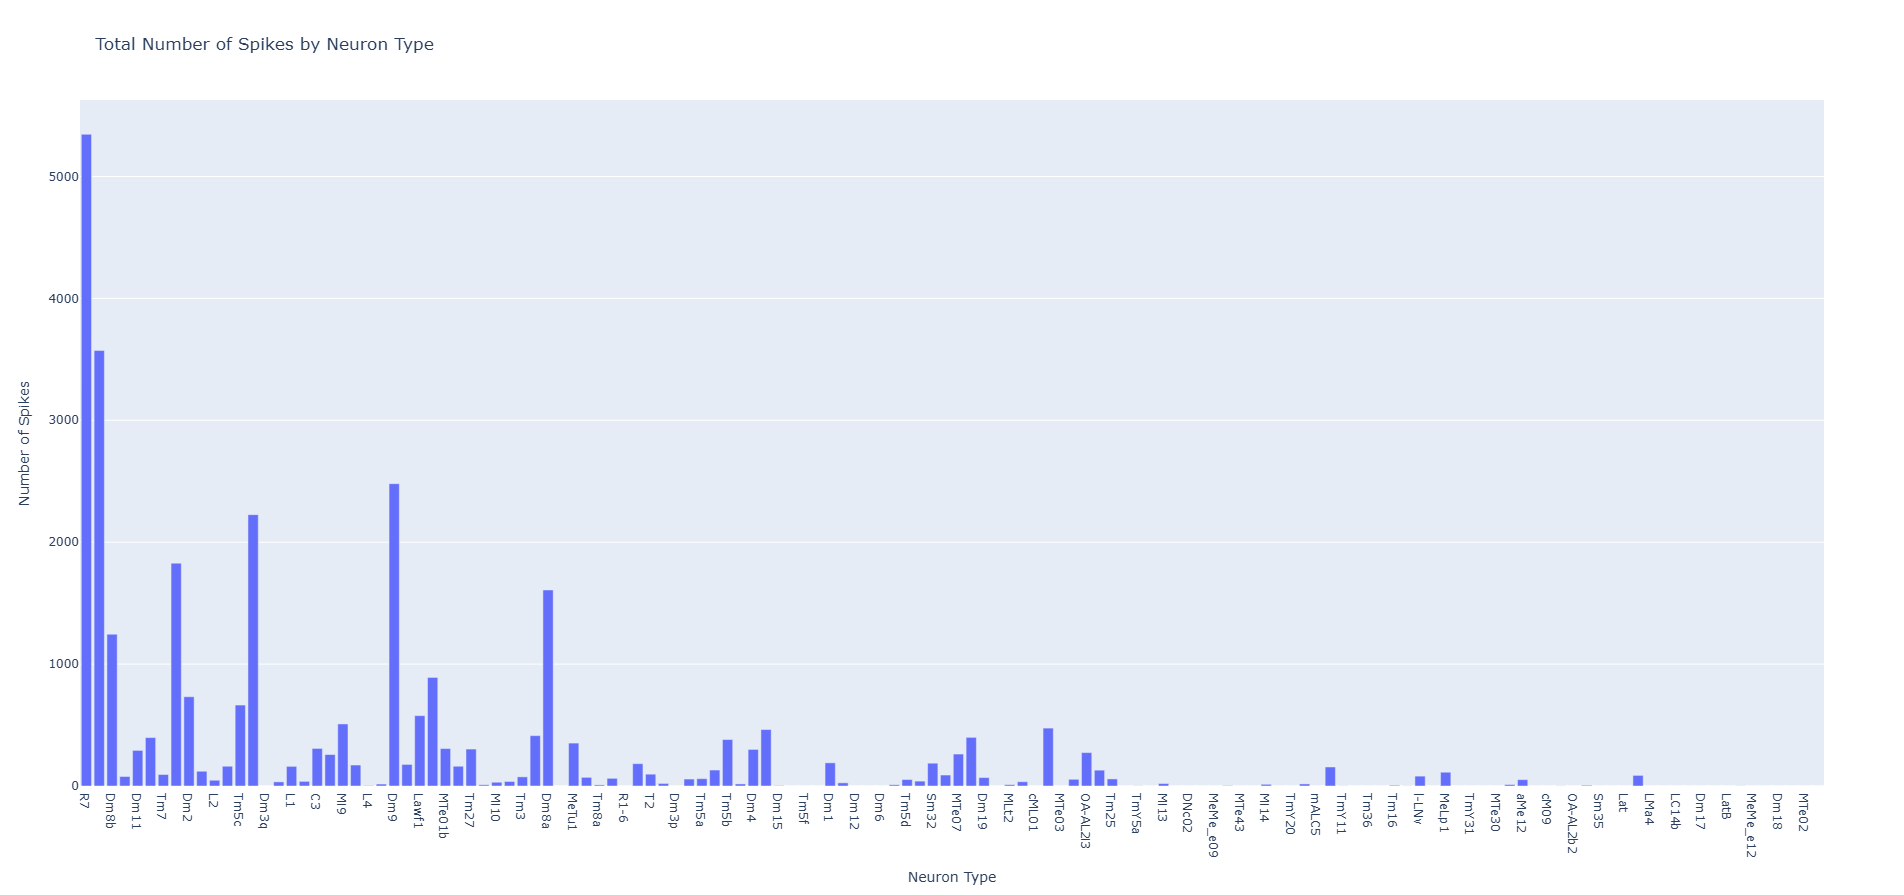 Total Number of Spikes by Neuron Type
Number of Spikes
5000
4000
3000
2000
1000
0
R7
Dm8b
Dm11
Tm7
Dm2
L2
Tm5c
Dm3q
L1
C3
Mi9
L4
Dm9
Lawf1
MTe01b
Tm27
Mi10
Tm3
Dm8a
MeTu1
Tm8a
R1-6
T2
Dm3p
Tm5a
Tm5b
Dm4
Dm15
Tm5f
Dm1
Dm12
Dm6
Tm5d
Sm32
MTe07
Dm19
MLt2
cML01
MTe03
OA-AL2i3
Tm25
TmY5a
Mi13
DNc02
MeMe_e09
MTe43
Mi14
TmY20
mALC5
TmY11
Tm36
Tm16
l-LNv
MeLp1
TmY31
MTe30
aMe12
cM09
OA-AL2b2
Sm35
Lat
LMa4
LC14b
Dm17
LatB
MeMe_e12
Dm18
MTe02
Neuron Type